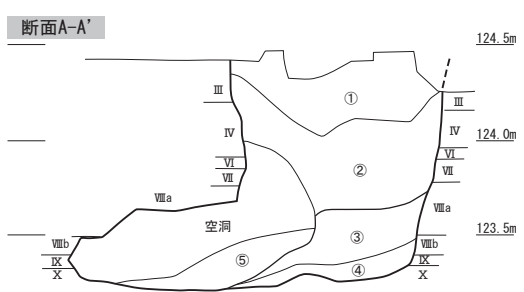 断面A-A’
124.5m
①
Ⅲ
Ⅲ
Ⅳ
Ⅳ
124.0m
Ⅵ
Ⅵ
Ⅶ
②
Ⅶ
Ⅷa
Ⅷa
空洞
123.5m
③
Ⅷb
Ⅷb
⑤
Ⅸ
④
Ⅸ
Ⅹ
Ⅹ